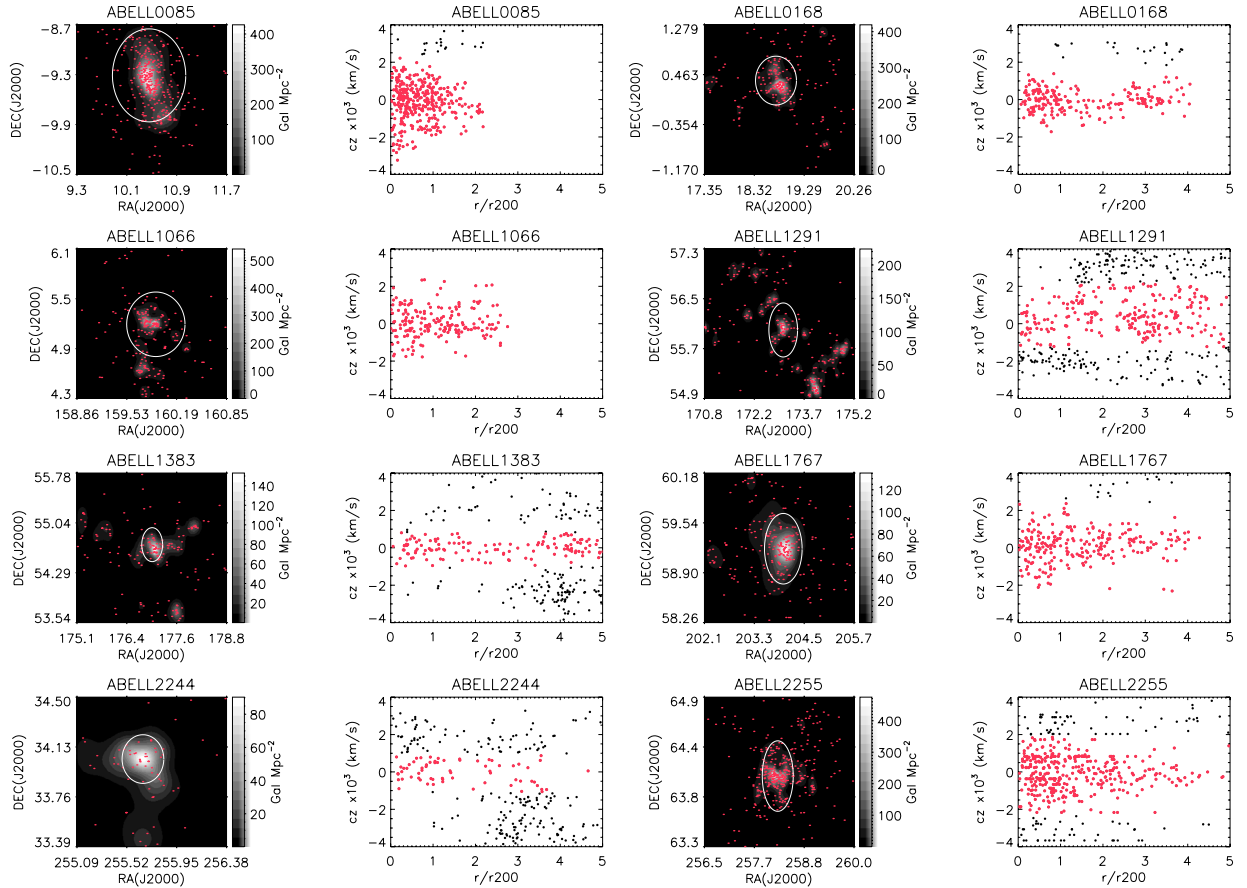 ABELL0085
-8.7
-9.3
-9.9
-10.5
DEC(J2000)
9.3 10.1 10.9 11.7
RA(J2000)
400
300
200
100
Gal Mpc⁻²
ABELL0085
4
2
0
-2
-4
cz ×10³ (km/s)
0 1 2 3 4 5
r/r200
ABELL0168
1.279
0.463
-0.354
-1.170
DEC(J2000)
17.35 18.32 19.29 20.26
RA(J2000)
400
300
200
100
Gal Mpc⁻²
ABELL0168
4
2
0
-2
-4
cz ×10³ (km/s)
0 1 2 3 4 5
r/r200
ABELL1066
6.1
5.5
4.9
4.3
DEC(J2000)
158.86 159.53 160.19 160.85
RA(J2000)
500
400
300
200
100
0
Gal Mpc⁻²
ABELL1066
4
2
0
-2
-4
cz ×10³ (km/s)
0 1 2 3 4 5
r/r200
ABELL1291
57.3
56.5
55.7
54.9
DEC(J2000)
170.8 172.2 173.7 175.2
RA(J2000)
200
150
100
50
0
Gal Mpc⁻²
ABELL1291
4
2
0
-2
-4
cz ×10³ (km/s)
0 1 2 3 4 5
r/r200
ABELL1383
55.78
55.04
54.29
53.54
DEC(J2000)
175.1 176.4 177.6 178.8
RA(J2000)
140
120
100
80
60
40
20
Gal Mpc⁻²
ABELL1383
4
2
0
-2
-4
cz ×10³ (km/s)
0 1 2 3 4 5
r/r200
ABELL1767
60.18
59.54
58.90
58.26
DEC(J2000)
202.1 203.3 204.5 205.7
RA(J2000)
120
100
80
60
40
20
Gal Mpc⁻²
ABELL1767
4
2
0
-2
-4
cz ×10³ (km/s)
0 1 2 3 4 5
r/r200
ABELL2244
34.50
34.13
33.76
33.39
DEC(J2000)
255.09 255.52 255.95 256.38
RA(J2000)
80
60
40
20
Gal Mpc⁻²
ABELL2244
4
2
0
-2
-4
cz ×10³ (km/s)
0 1 2 3 4 5
r/r200
ABELL2255
64.9
64.4
63.8
63.3
DEC(J2000)
256.5 257.7 258.8 260.0
RA(J2000)
400
300
200
100
0
Gal Mpc⁻²
ABELL2255
4
2
0
-2
-4
cz ×10³ (km/s)
0 1 2 3 4 5
r/r200